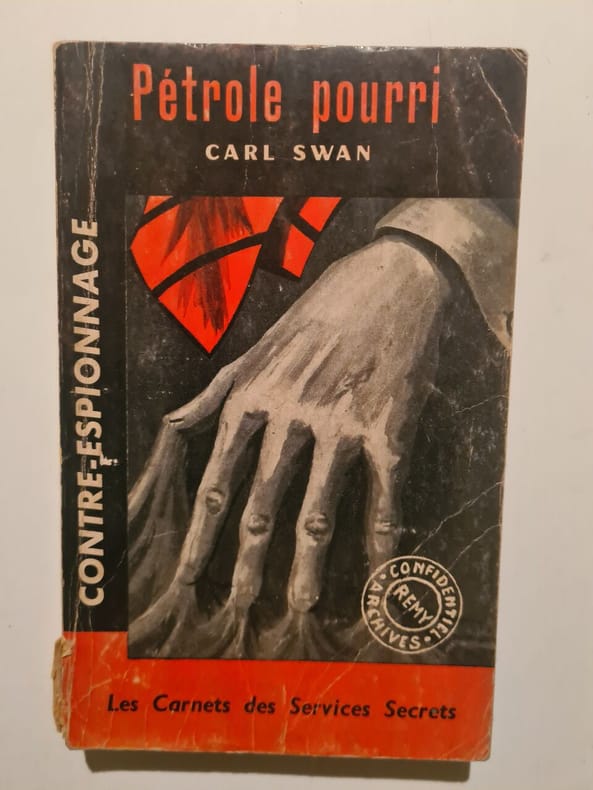 Pétrole pourri
CARL SWAN
CONTRE-ESPIONNAGE
CONFIDENTIEL
REMY
ARCHIVES
Les Carnets des Services Secrets